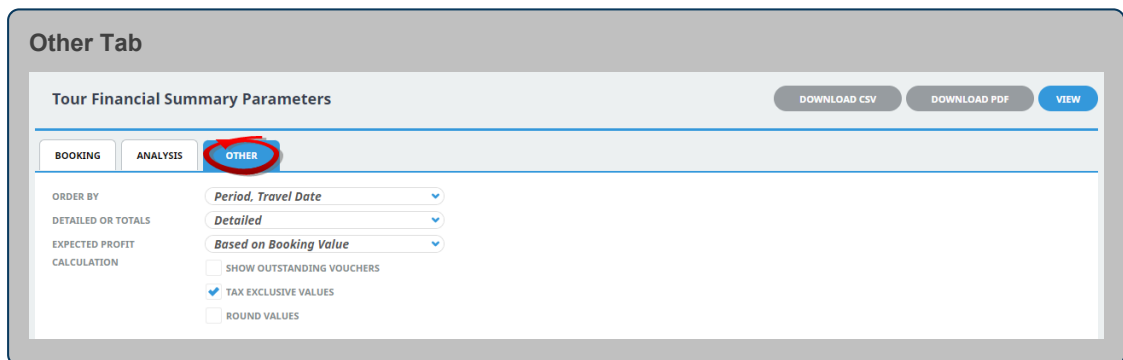 Other Tab
Tour Financial Summary Parameters
DOWNLOAD CSV
DOWNLOAD PDF
VIEW
BOOKING
ANALYSIS
OTHER
ORDER BY
Period, Travel Date
DETAILED OR TOTALS
Detailed
EXPECTED PROFIT
CALCULATION
Based on Booking Value
SHOW OUTSTANDING VOUCHERS
TAX EXCLUSIVE VALUES
ROUND VALUES